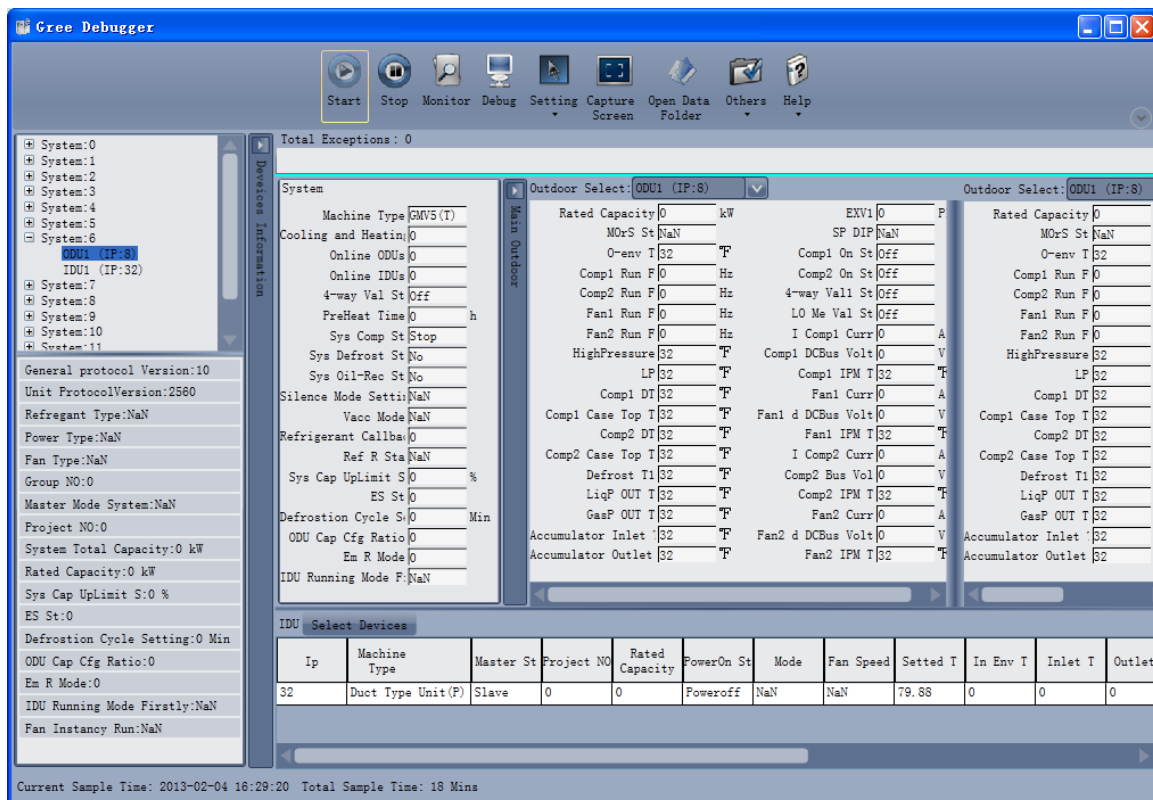 Gree Debugger
Start Stop Monitor Debug Setting Capture Screen Open Data Folder Others Help
System:0
System:1
System:2
System:3
System:4
System:5
System:6
ODU1 (IP:8)
IDU1 (IP:32)
System:7
System:8
System:9
System:10
System:11
General protocol Version:10
Unit ProtocolVersion:2560
Refregant Type:NaN
Power Type:NaN
Fan Type:NaN
Group NO:0
Master Mode System:NaN
Project NO:0
System Total Capacity:0 kW
Rated Capacity:0 kW
Sys Cap UpLimit S:0 %
ES St:0
Defrostion Cycle Setting:0 Min
ODU Cap Cfg Ratio:0
Em R Mode:0
IDU Running Mode Firstly:NaN
Fan Instancy Run:NaN
Deveices Information
Total Exceptions: 0
System
Machine Type GMV5(T)
Cooling and Heatin 0
Online ODUs 0
Online IDUs 0
4-way Val St Off
PreHeat Time 0 h
Sys Comp St Stop
Sys Defrost St No
Sys Oil-Rec St No
Silence Mode Setti NaN
Vacc Mode NaN
Refrigerant Callba 0
Ref R Sta NaN
Sys Cap UpLimit S 0 %
ES St 0
Defrostion Cycle S 0 Min
ODU Cap Cfg Ratio 0
Em R Mode 0
IDU Running Mode F: NaN
Main Outdoor
Outdoor Select: ODU1 (IP:8)
Rated Capacity 0 kW EXV1 0 P
MOrS St NaN SP DIP NaN
O-env T 32 ℉ Comp1 On St Off
Comp1 Run F 0 Hz Comp2 On St Off
Comp2 Run F 0 Hz 4-way Val1 St Off
Fan1 Run F 0 Hz LO Me Val St Off
Fan2 Run F 0 Hz I Comp1 Curr 0 A
HighPressure 32 ℉ Comp1 DCBus Volt 0 V
LP 32 ℉ Comp1 IPM T 32 ℉
Comp1 DT 32 ℉ Fan1 Curr 0 A
Comp1 Case Top T 32 ℉ Fan1 d DCBus Volt 0 V
Comp2 DT 32 ℉ Fan1 IPM T 32 ℉
Comp2 Case Top T 32 ℉ I Comp2 Curr 0 A
Defrost T1 32 ℉ Comp2 Bus Vol 0 V
LiqP OUT T 32 ℉ Comp2 IPM T 32 ℉
GasP OUT T 32 ℉ Fan2 Curr 0 A
Accumulator Inlet 32 ℉ Fan2 d DCBus Volt 0 V
Accumulator Outlet 32 ℉ Fan2 IPM T 32 ℉
Outdoor Select: ODU1 (IP:8)
Rated Capacity 0
MOrS St NaN
O-env T 32
Comp1 Run F 0
Comp2 Run F 0
Fan1 Run F 0
Fan2 Run F 0
HighPressure 32
LP 32
Comp1 DT 32
Comp1 Case Top T 32
Comp2 DT 32
Comp2 Case Top T 32
Defrost T1 32
LiqP OUT T 32
GasP OUT T 32
Accumulator Inlet 32
Accumulator Outlet 32
IDU Select Devices
Ip Machine Type Master St Project NO Rated Capacity PowerOn St Mode Fan Speed Setted T In Env T Inlet T Outlet
32 Duct Type Unit(P) Slave 0 0 Poweroff NaN NaN 79.88 0 0 0
Current Sample Time: 2013-02-04 16:29:20 Total Sample Time: 18 Mins